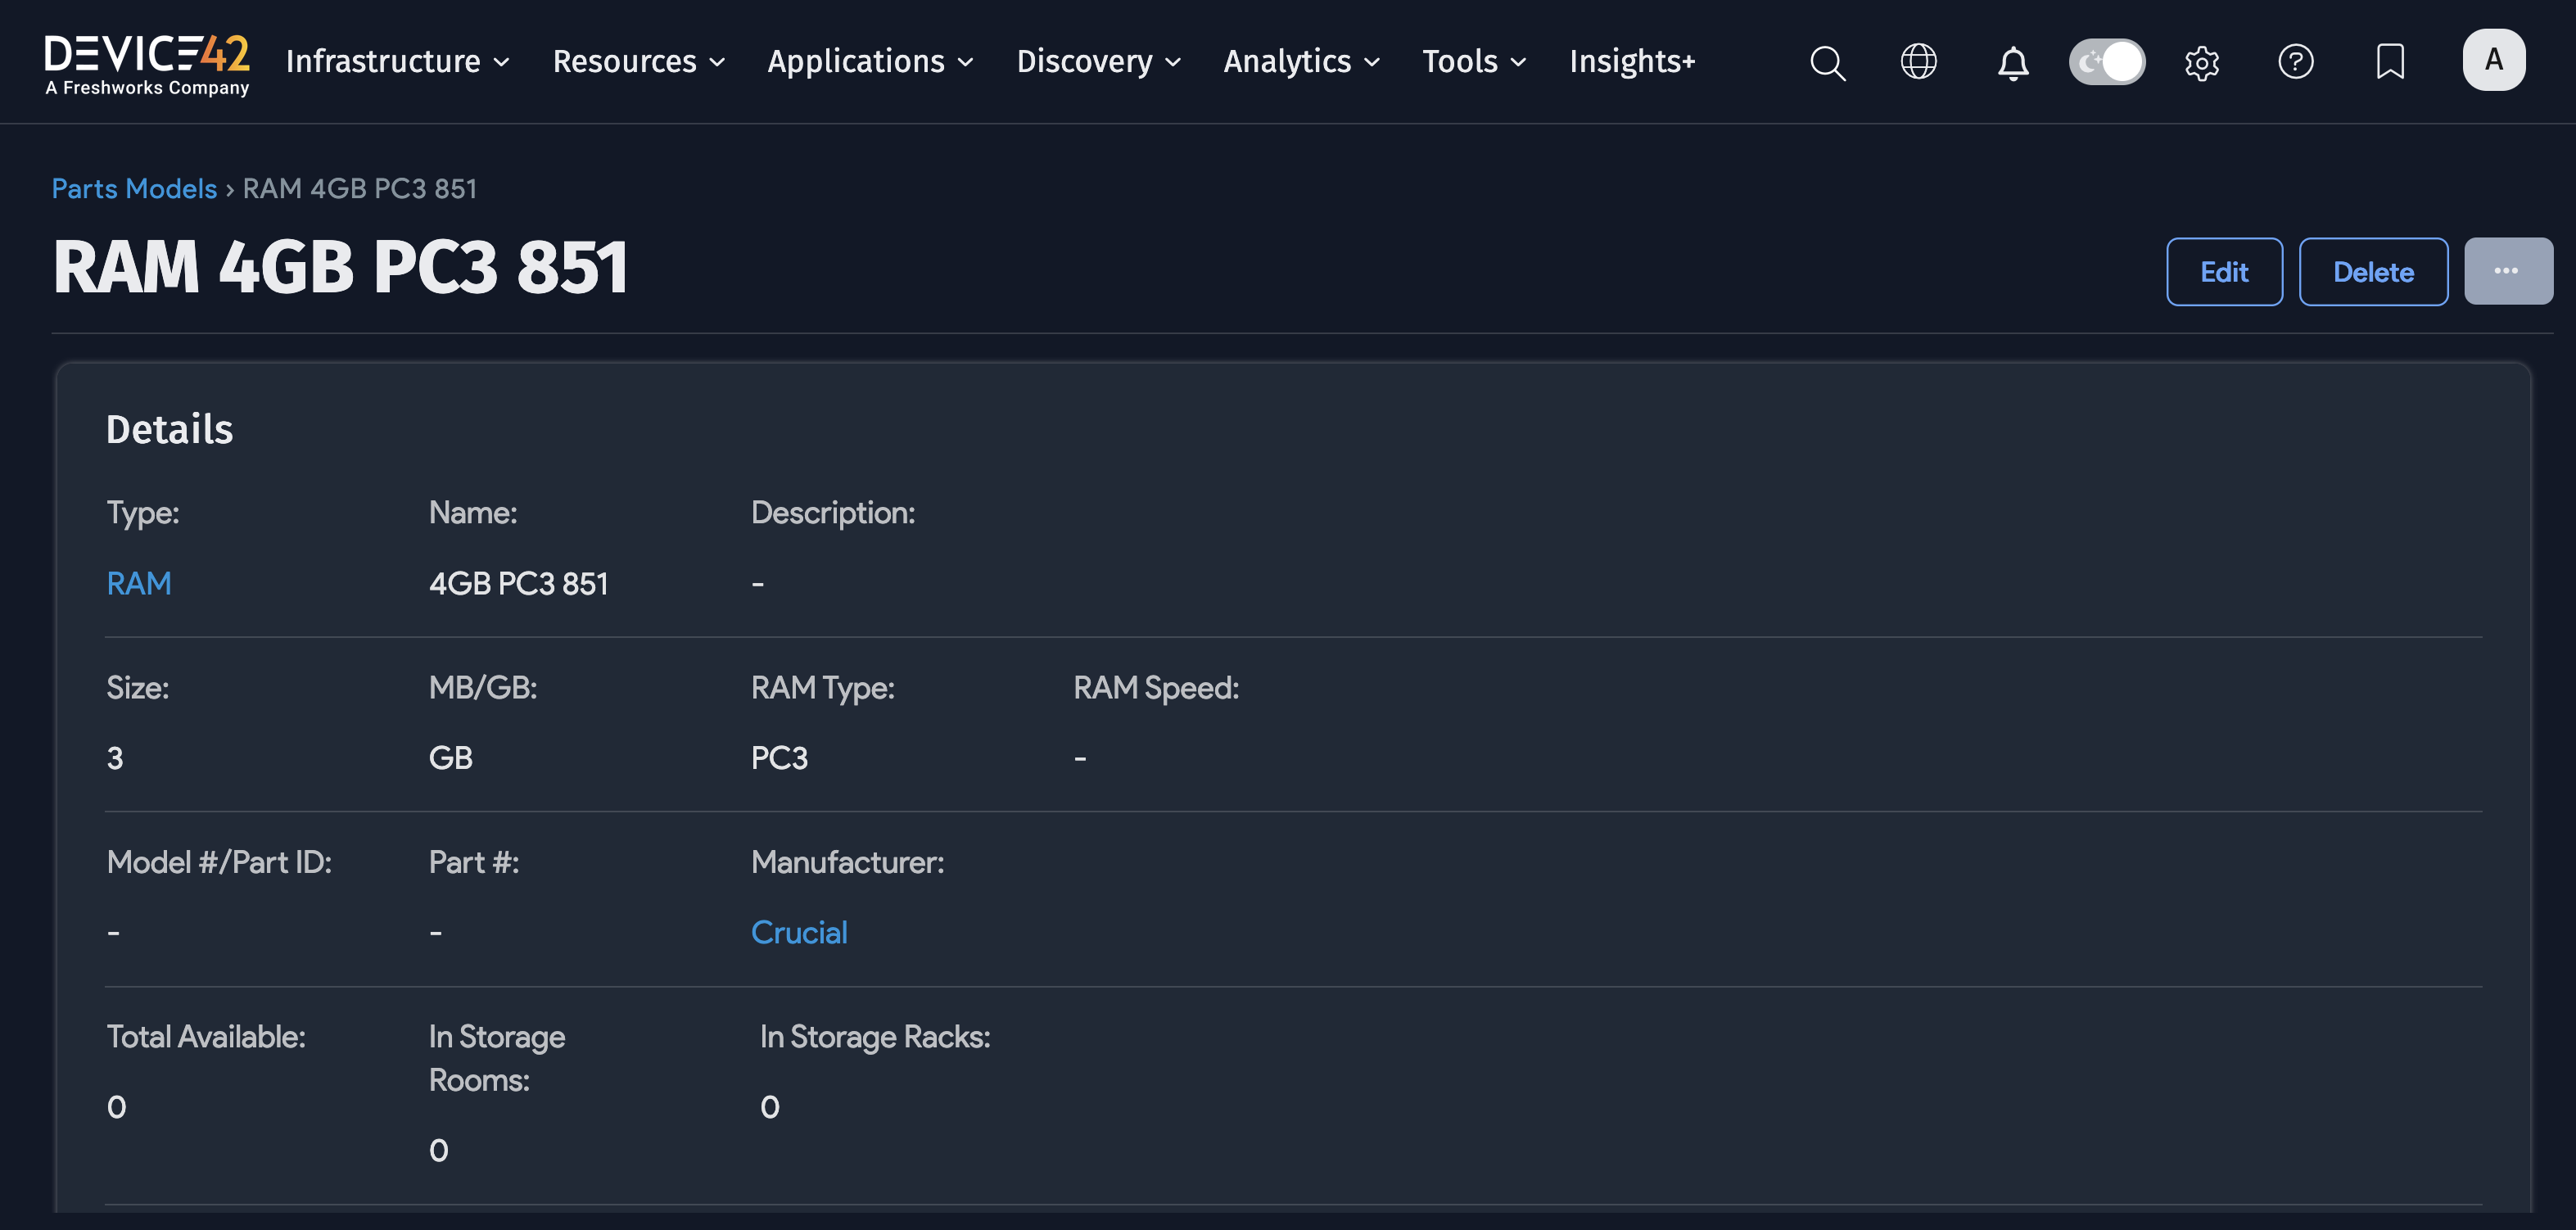 DEVICE42
A Freshworks Company
Infrastructure Resources Applications Discovery Analytics Tools Insights+ A
Parts Models › RAM 4GB PC3 851
RAM 4GB PC3 851
Edit Delete ...
Details
Type: Name: Description:
RAM 4GB PC3 851 -
Size: MB/GB: RAM Type: RAM Speed:
3 GB PC3 -
Model #/Part ID: Part #: Manufacturer:
- - Crucial
Total Available: In Storage Rooms: In Storage Racks:
0 0 0